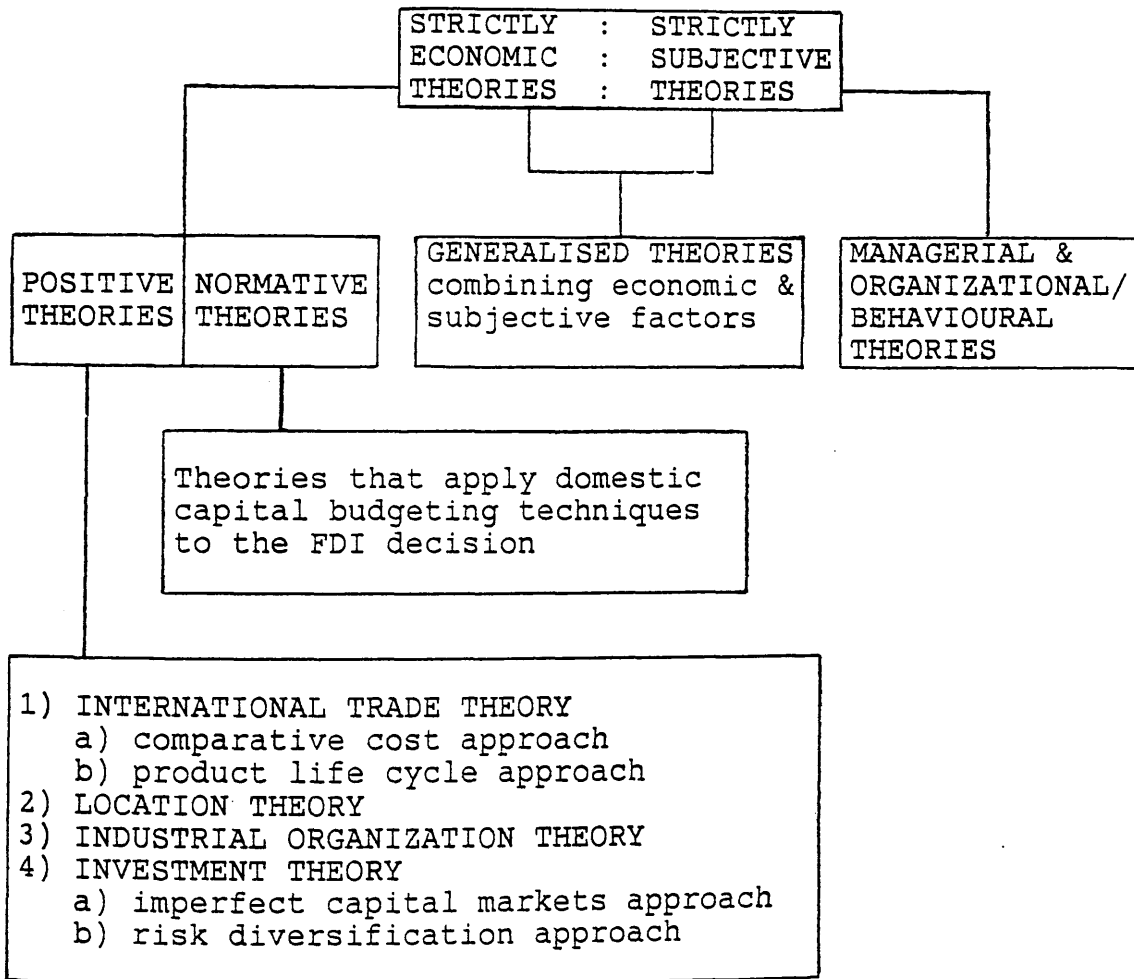 STRICTLY : STRICTLY
ECONOMIC : SUBJECTIVE
THEORIES : THEORIES
POSITIVE
THEORIES
NORMATIVE
THEORIES
GENERALISED THEORIES
combining economic &
subjective factors
MANAGERIAL &
ORGANIZATIONAL/
BEHAVIOURAL
THEORIES
Theories that apply domestic
capital budgeting techniques
to the FDI decision
1) INTERNATIONAL TRADE THEORY
a) comparative cost approach
b) product life cycle approach
2) LOCATION THEORY
3) INDUSTRIAL ORGANIZATION THEORY
4) INVESTMENT THEORY
a) imperfect capital markets approach
b) risk diversification approach